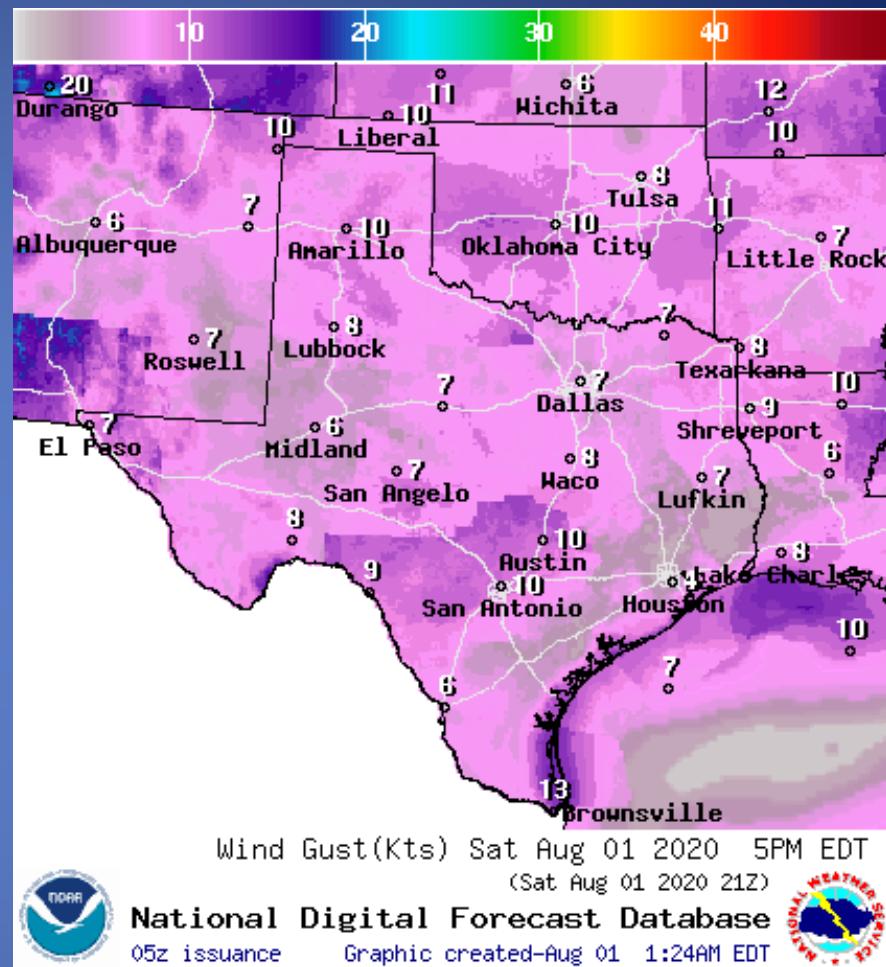 10 20 30 40
20
Durango
11
10
Liberal
6
Wichita
12
10
10
8
Tulsa
6
Albuquerque
7
10
Amarillo
10
Oklahoma City
11
7
Little Rock
7
Roswell
8
Lubbock
7
8
Texarkana
7
Dallas
7
El Paso
6
Midland
7
9
Shreveport
10
7
San Angelo
8
Waco
7
Lufkin
6
8
10
Austin
9
10
San Antonio
Houston
8
Lake Charles
10
7
6
13
Brownsville
Wind Gust(Kts) Sat Aug 01 2020 5PM EDT
(Sat Aug 01 2020 21Z)
National Digital Forecast Database
05z issuance Graphic created-Aug 01 1:24AM EDT
NOAA
NATIONAL WEATHER SERVICE